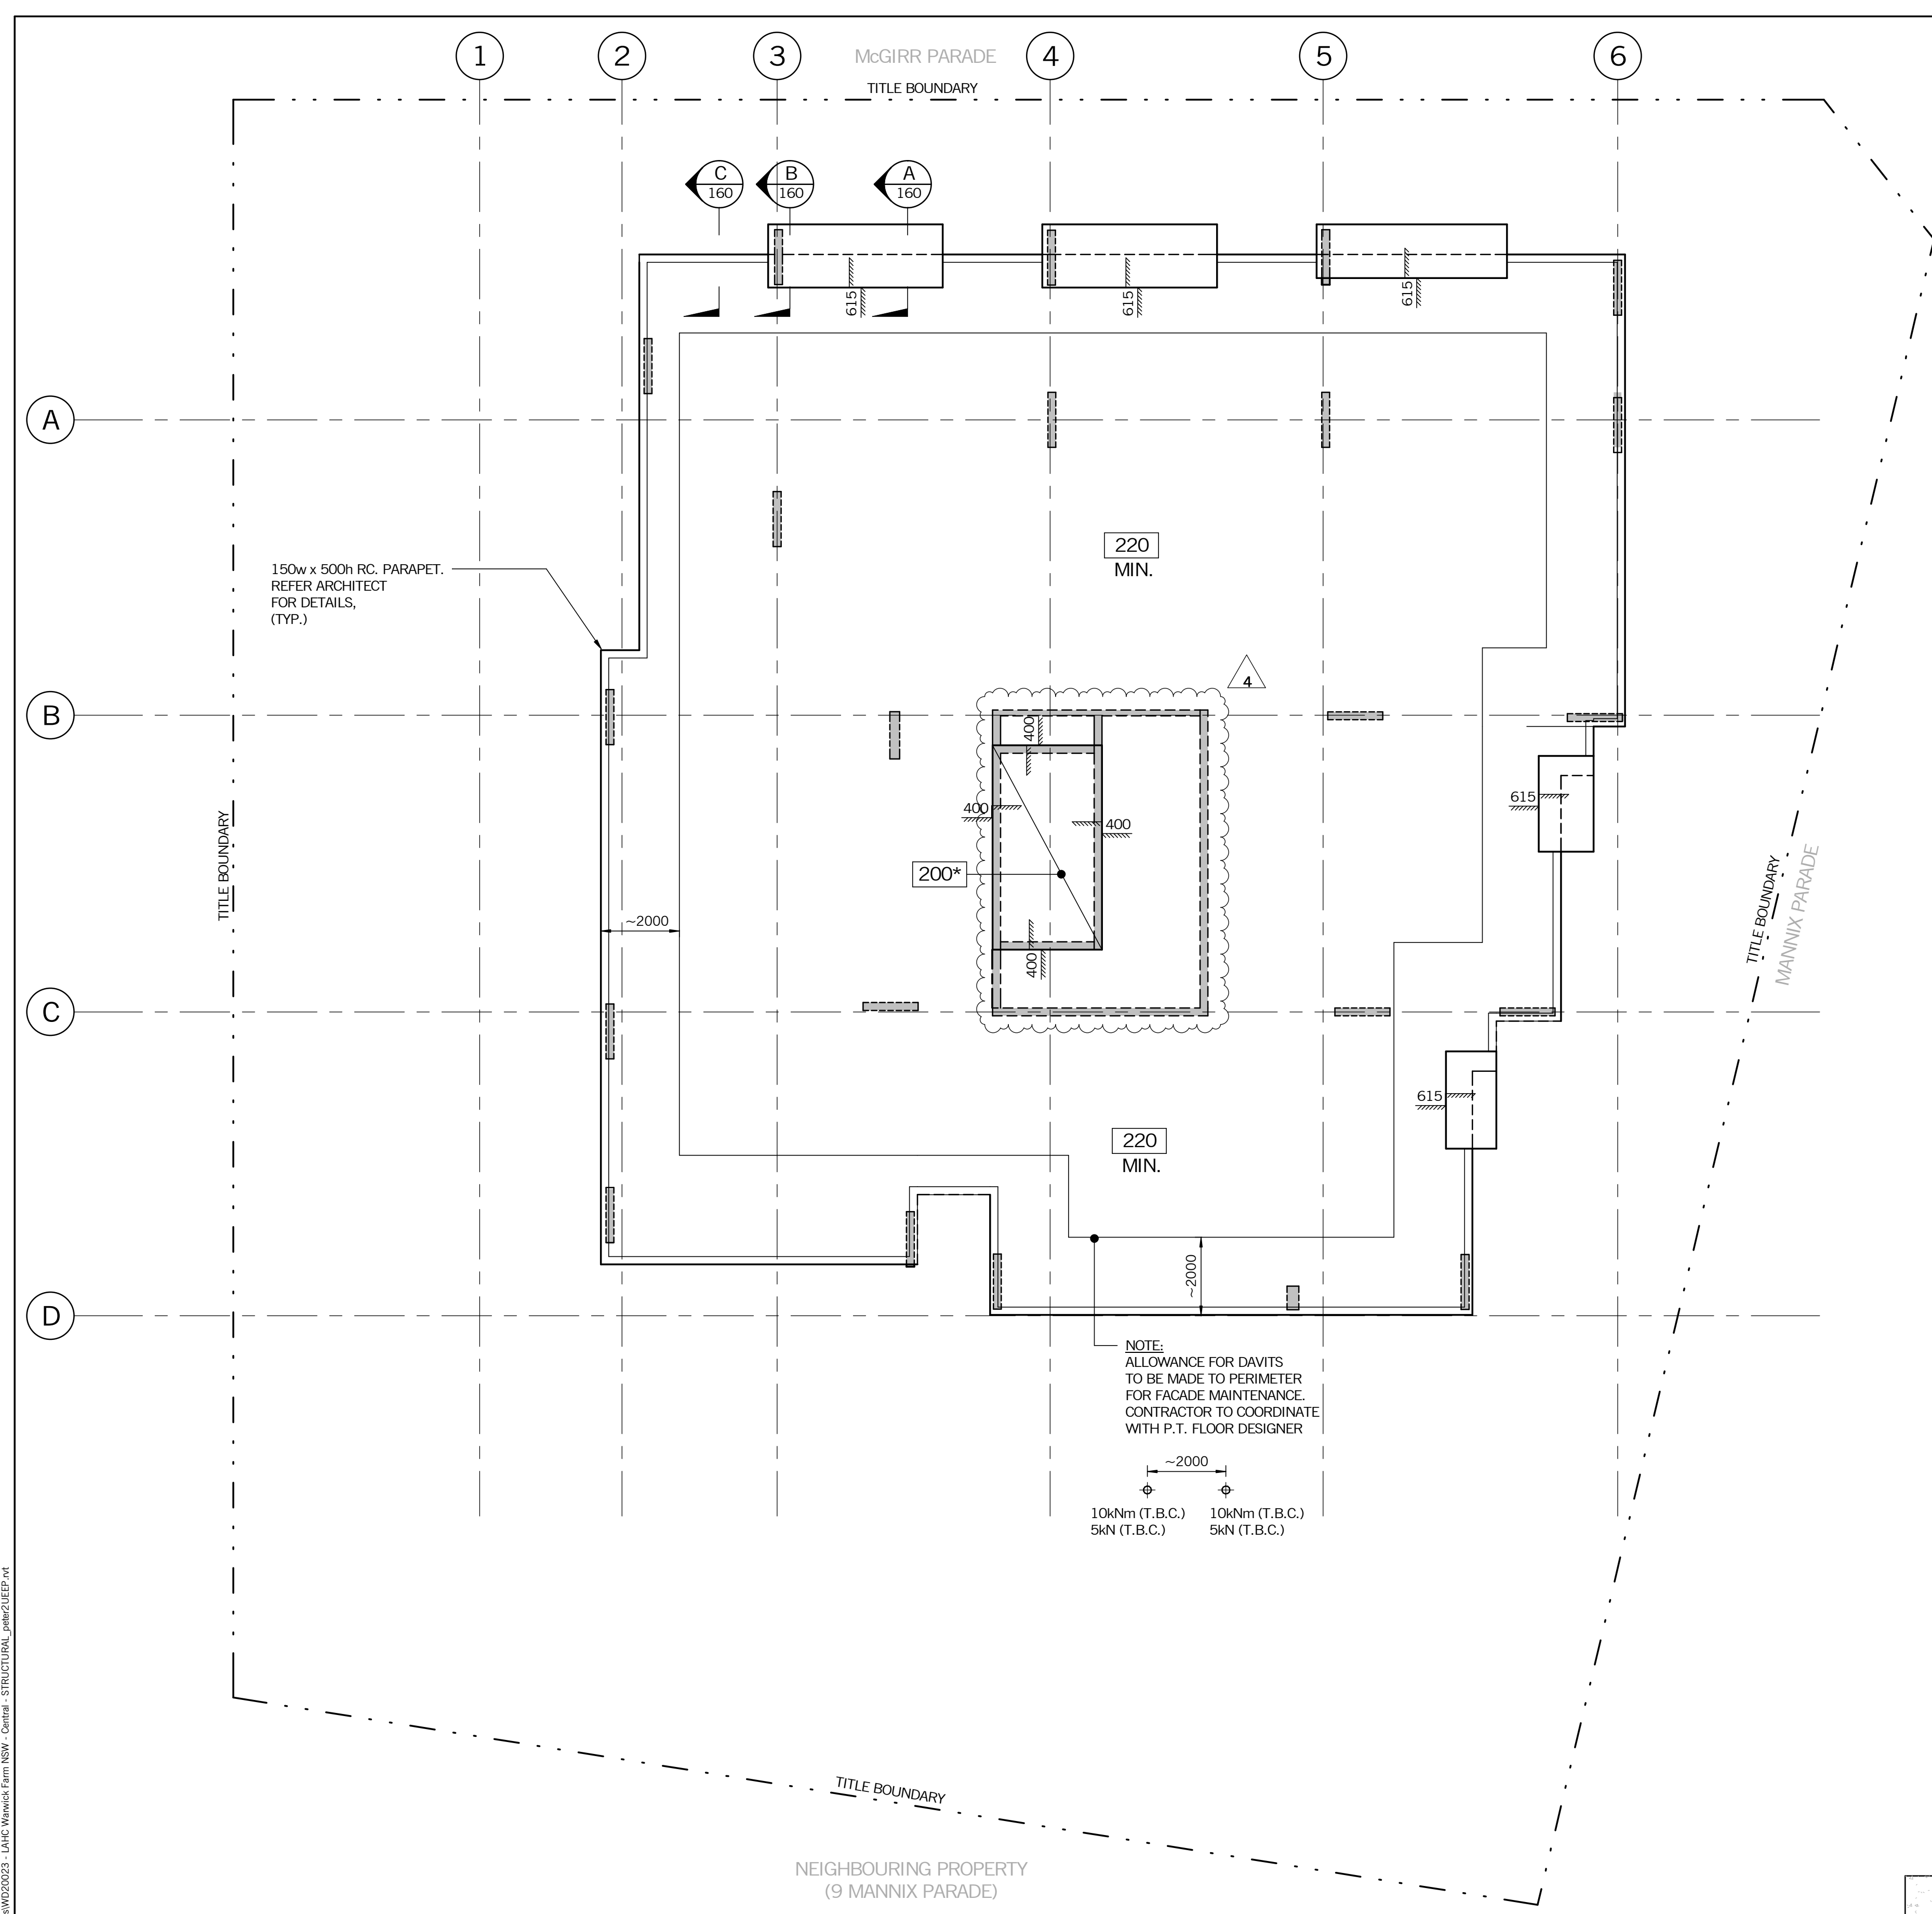 1
2
3
4
5
6
McGIRR PARADE
TITLE BOUNDARY
C
160
B
160
A
160
615
615
615
A
150w x 500h RC. PARAPET.
REFER ARCHITECT
FOR DETAILS,
(TYP.)
220
MIN.
4
B
400
400
400
615
TITLE BOUNDARY
200*
~2000
400
TITLE BOUNDARY
MANNIX PARADE
C
615
220
MIN.
~2000
D
NOTE:
ALLOWANCE FOR DAVITS
TO BE MADE TO PERIMETER
FOR FACADE MAINTENANCE.
CONTRACTOR TO COORDINATE
WITH P.T. FLOOR DESIGNER
~2000
10kNm (T.B.C.)
5kN (T.B.C.)
10kNm (T.B.C.)
5kN (T.B.C.)
TITLE BOUNDARY
NEIGHBOURING PROPERTY
(9 MANNIX PARADE)
s\WD20023 - LAHC Warwick Farm NSW - Central - STRUCTURAL_peter2UEEP.rvt